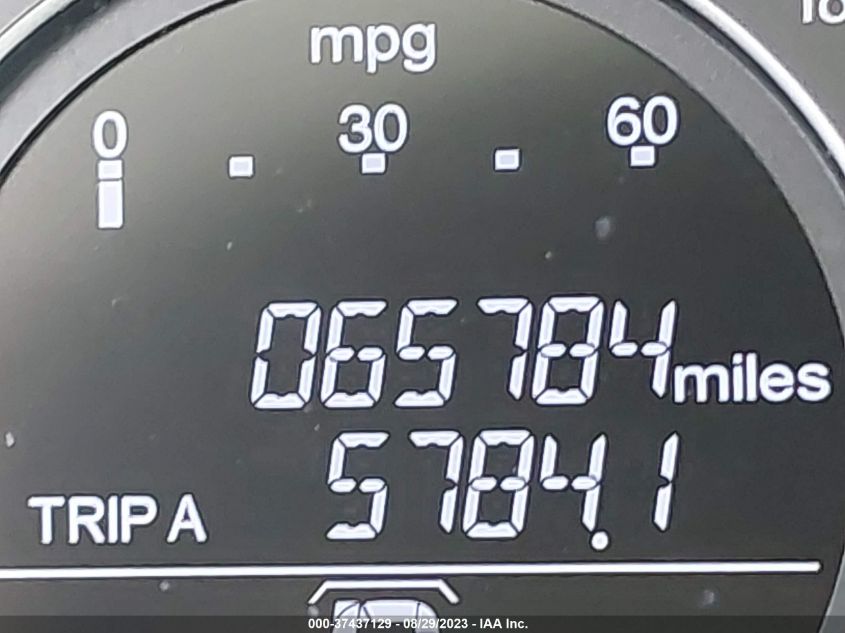 mpg
0 30 60
065784 miles
TRIP A 5784.1
000-37437129 - 08/29/2023 - IAA Inc.